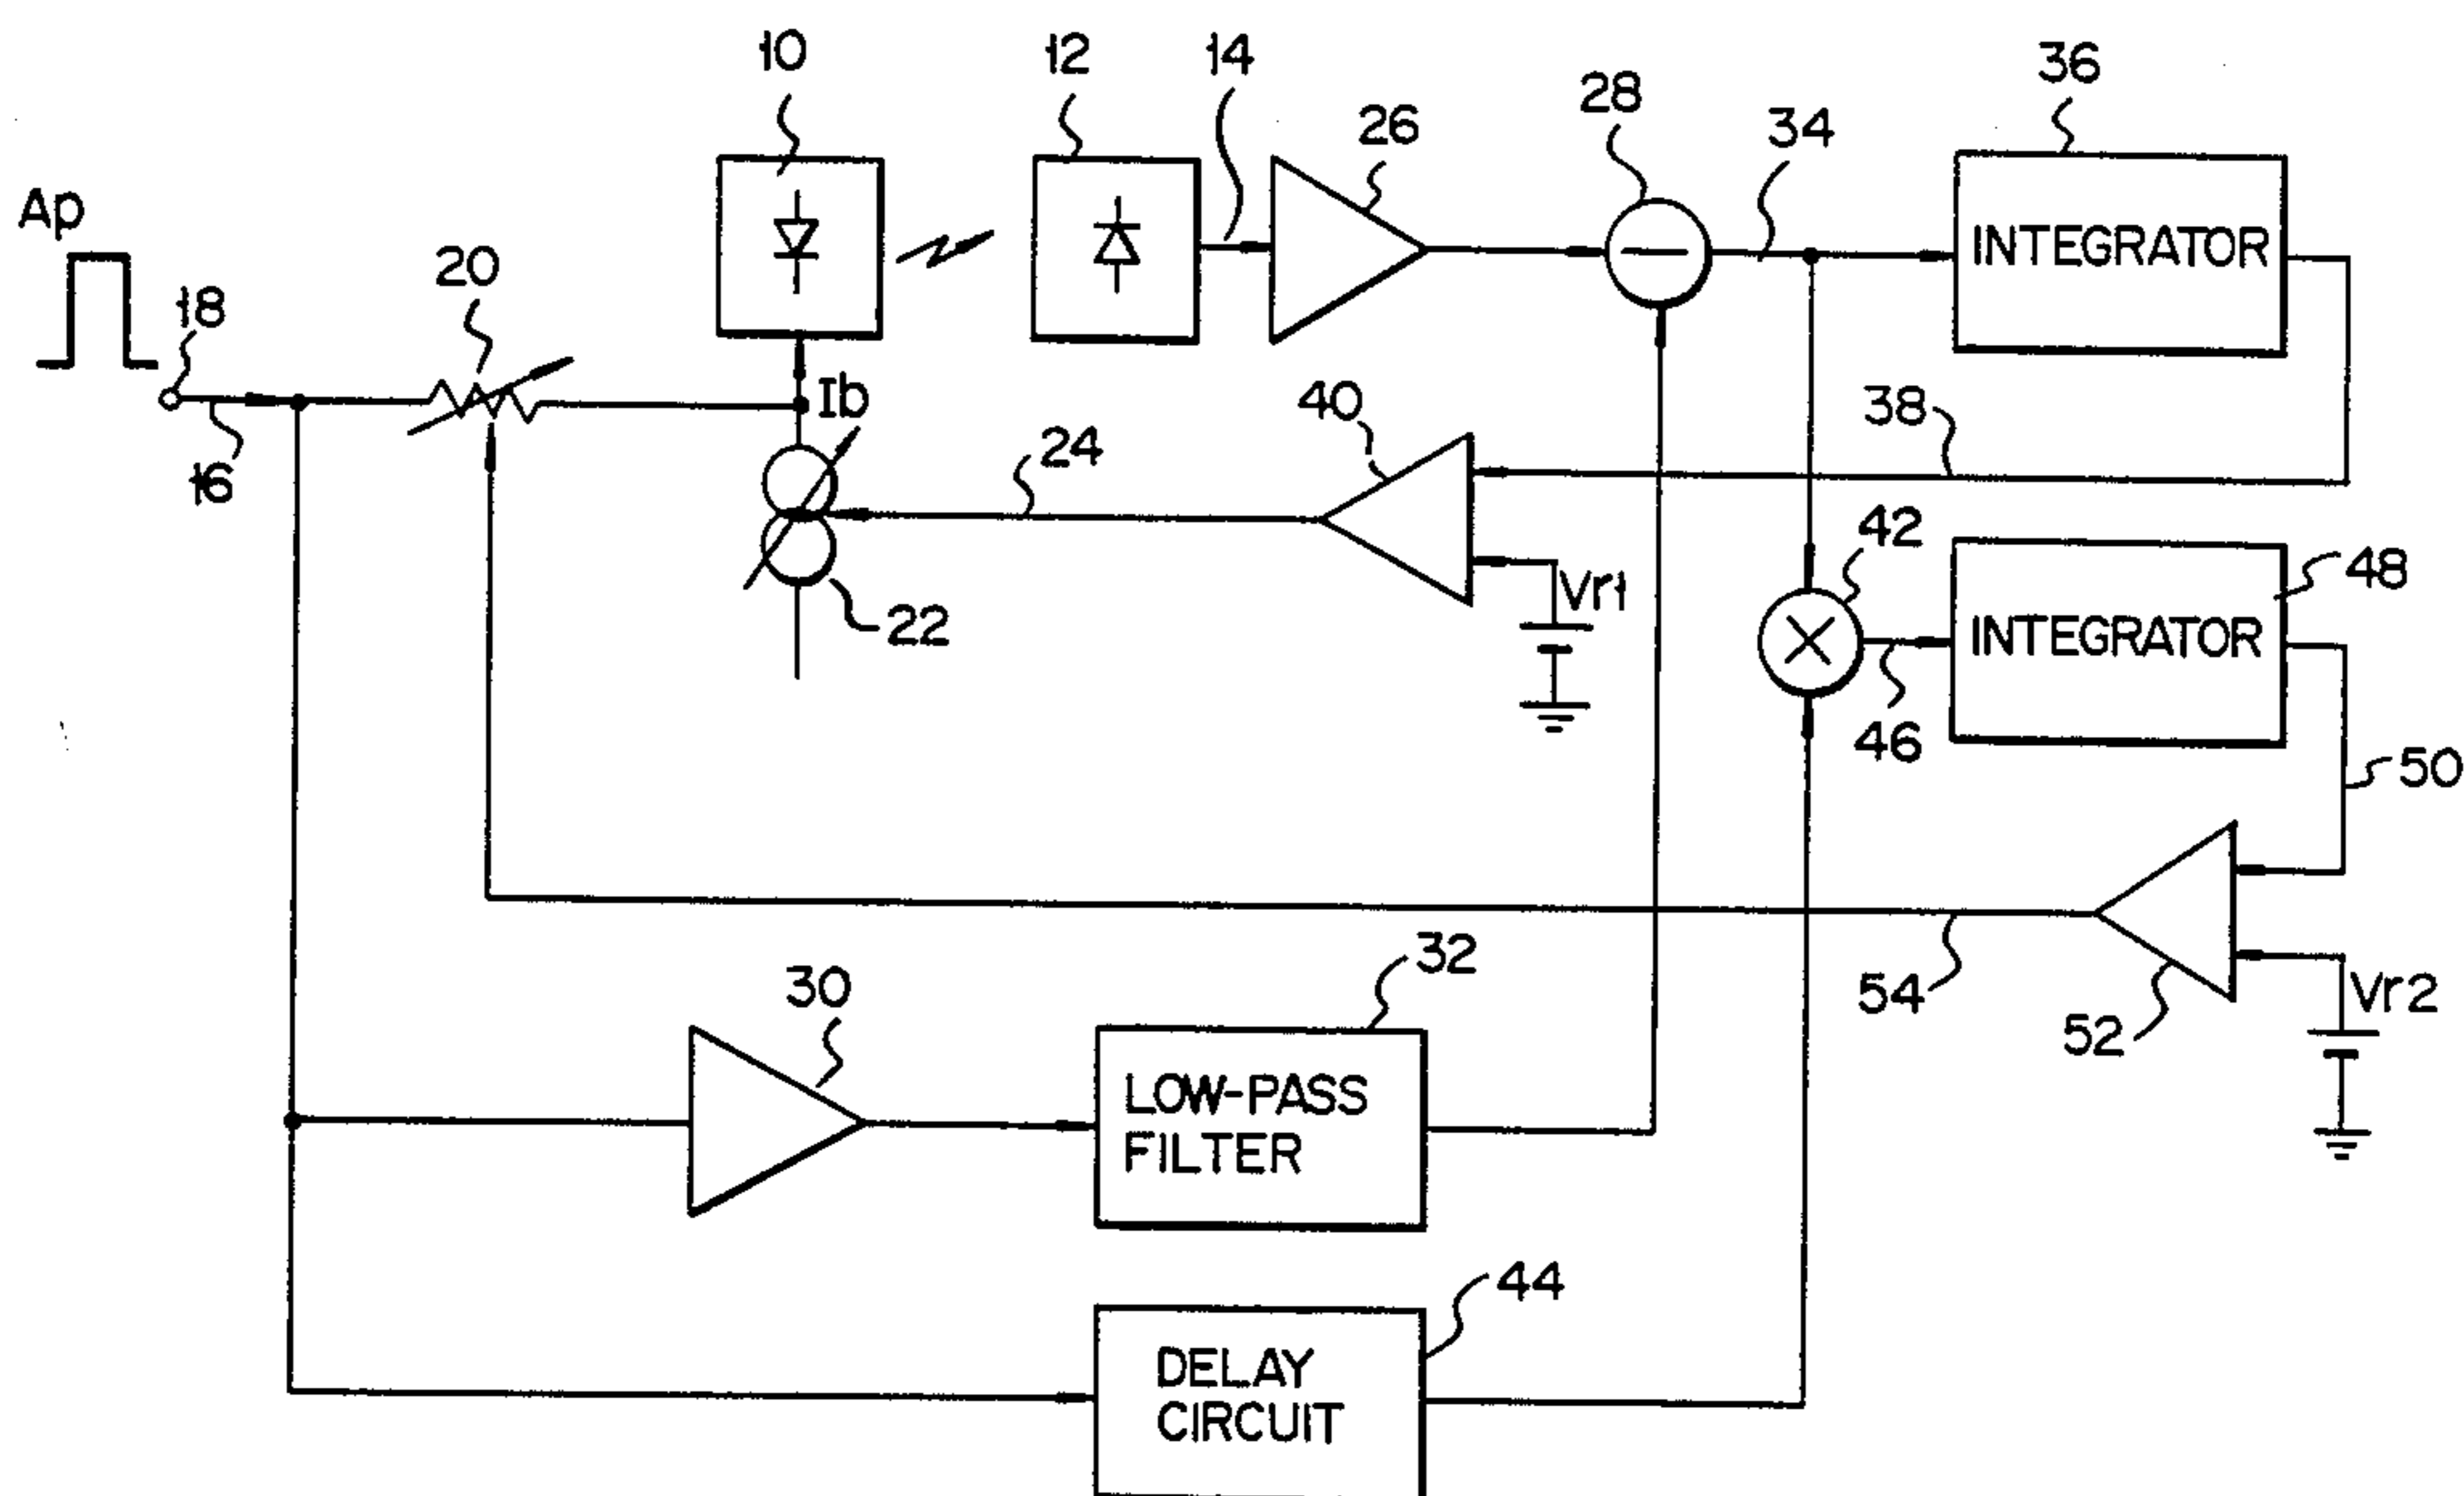 10
12
14
26
28
34
36
Ap
18
20
16
INTEGRATOR
Ib
24
40
38
22
Vr1
42
INTEGRATOR
48
46
50
54
52
Vr2
30
32
LOW-PASS
FILTER
44
DELAY
CIRCUIT